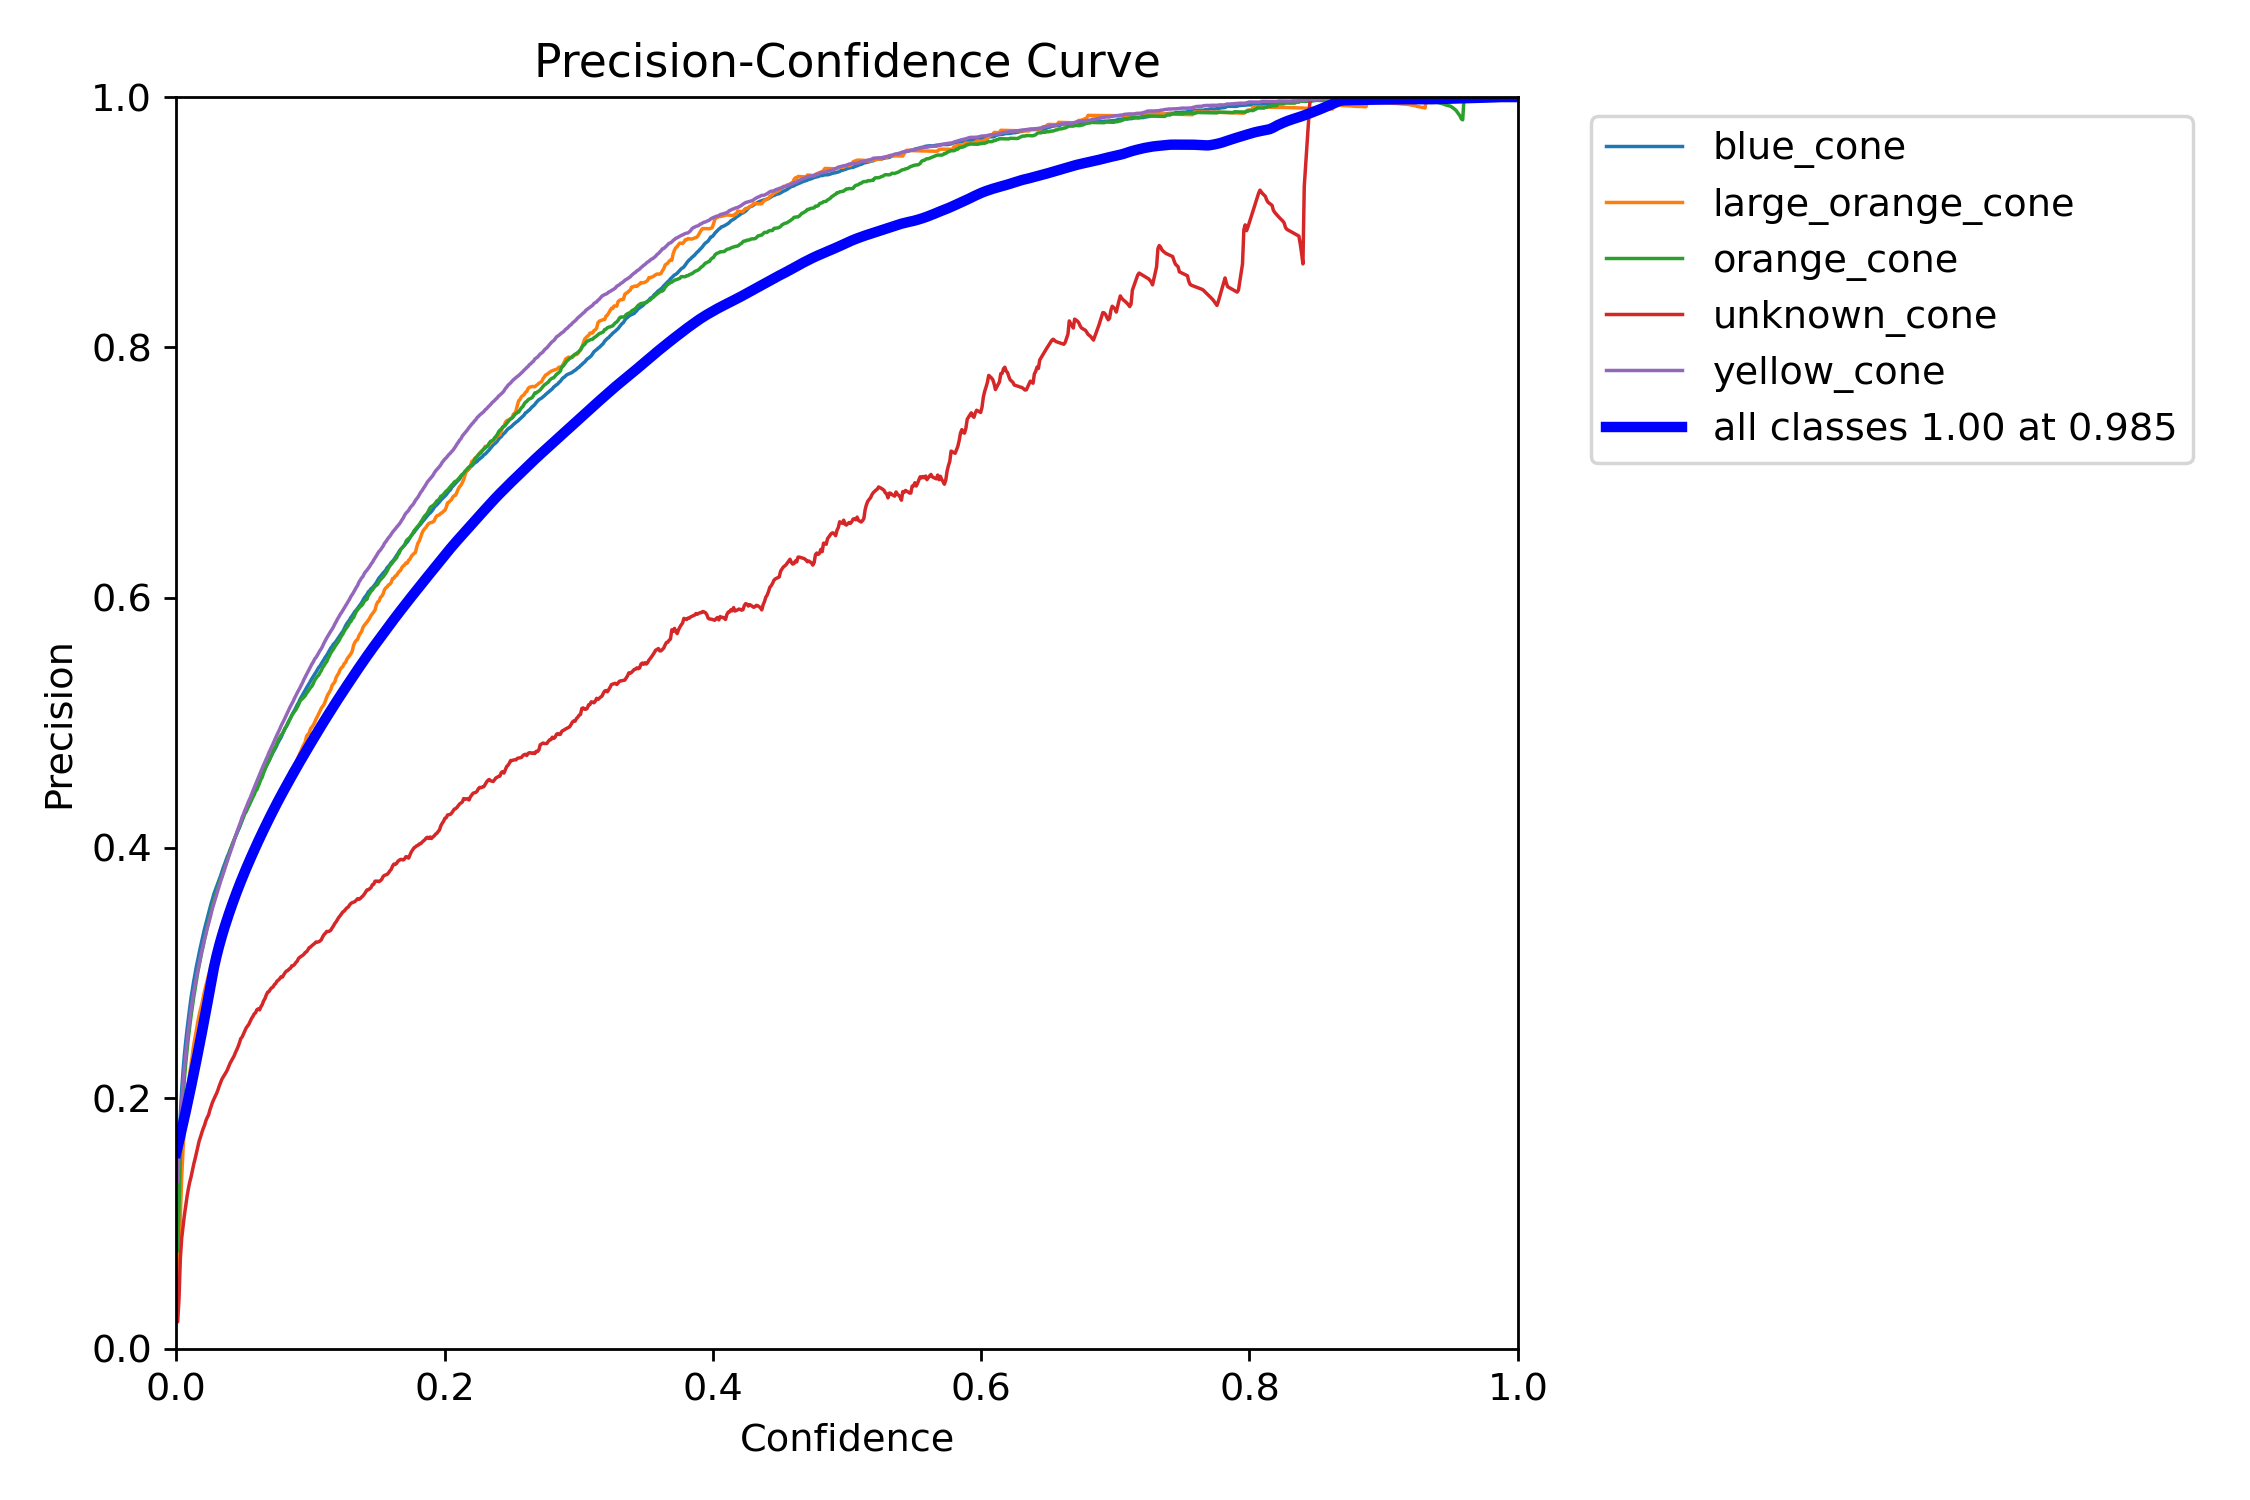 Precision-Confidence Curve
1.0
0.8
0.6
0.4
0.2
0.0
Precision
0.0 0.2 0.4 0.6 0.8 1.0
Confidence
blue_cone
large_orange_cone
orange_cone
unknown_cone
yellow_cone
all classes 1.00 at 0.985